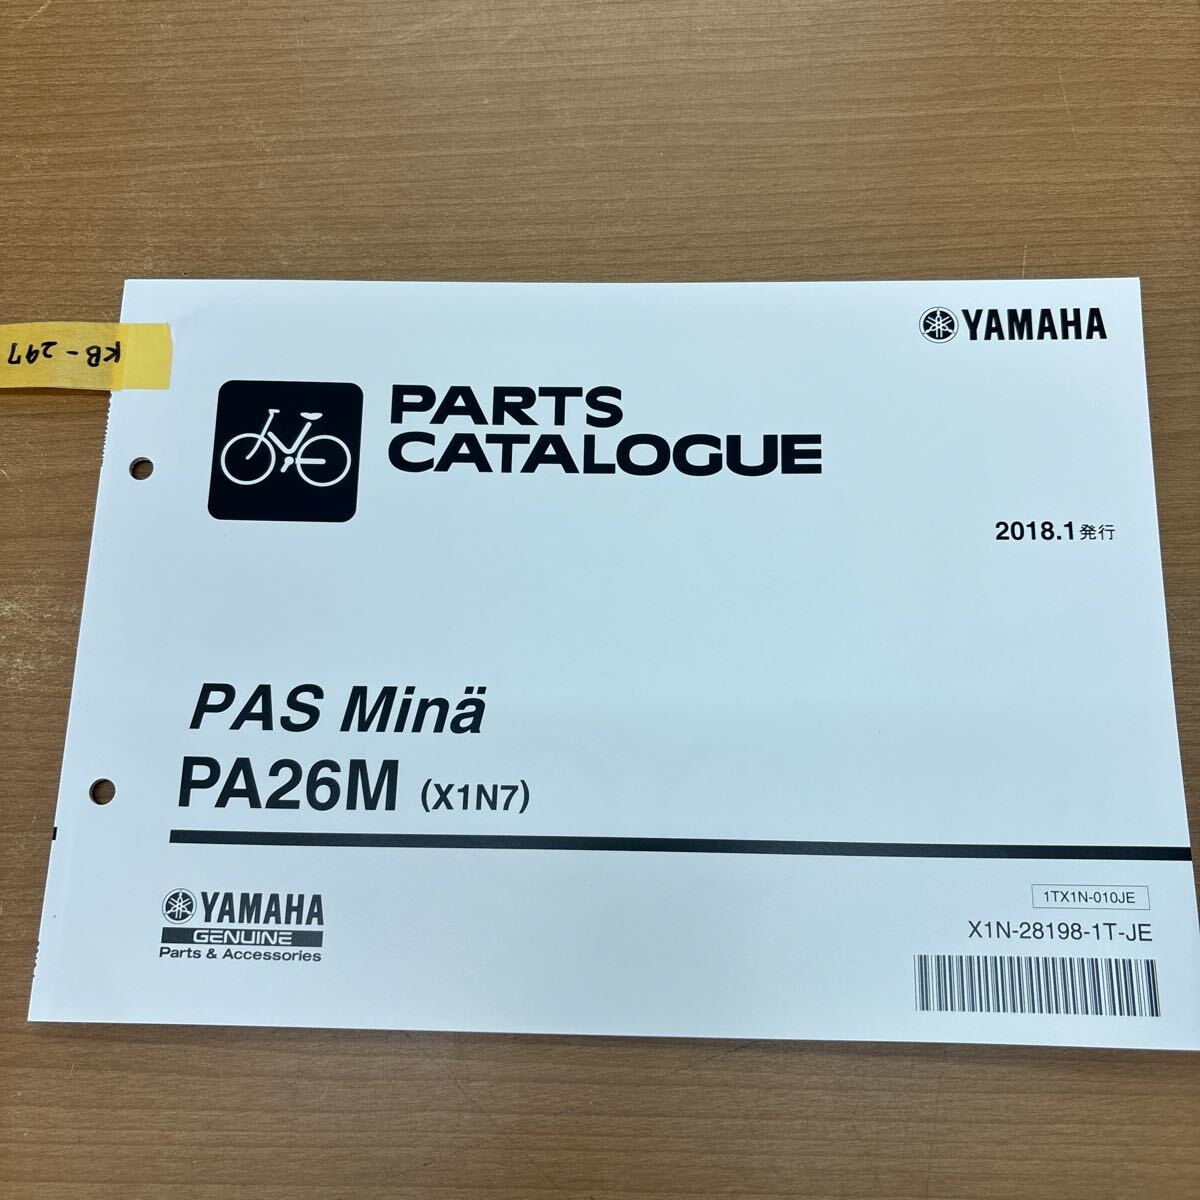 YAMAHA
KB-297
PARTS
CATALOGUE
2018.1発行
PAS Minä
PA26M (X1N7)
YAMAHA
GENUINE
Parts & Accessories
1TX1N-010JE
X1N-28198-1T-JE